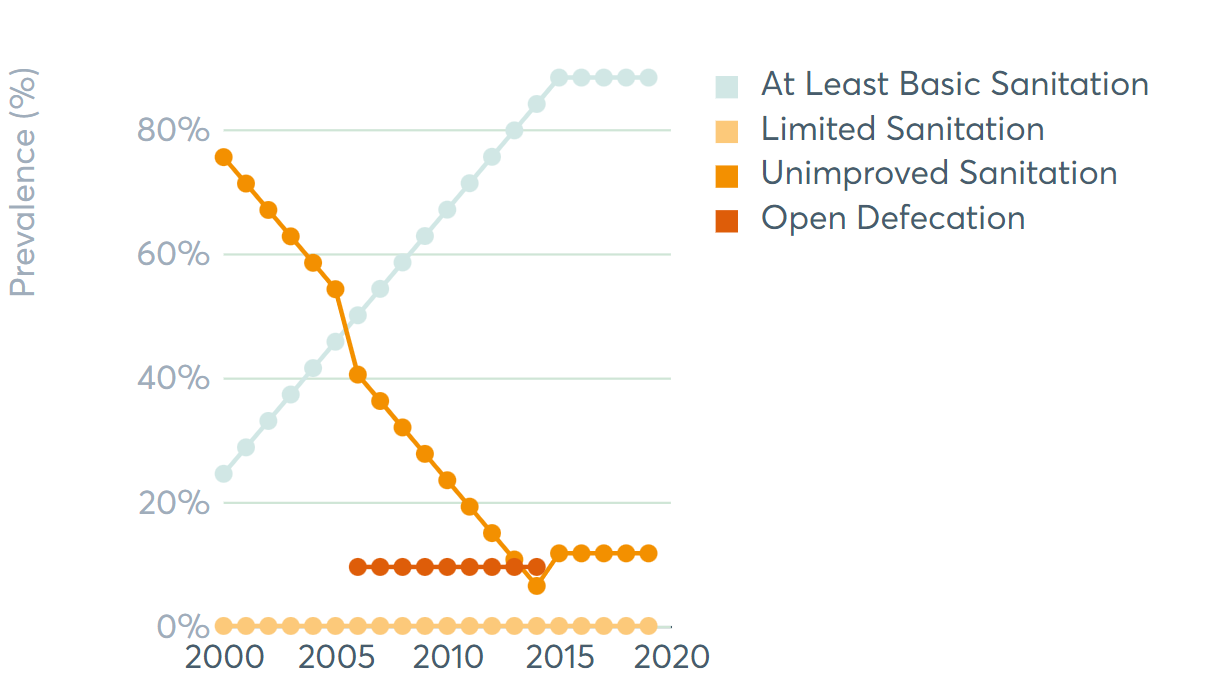 Prevalence (%)
80%
60%
40%
20%
0%
2000 2005 2010 2015 2020
At Least Basic Sanitation
Limited Sanitation
Unimproved Sanitation
Open Defecation